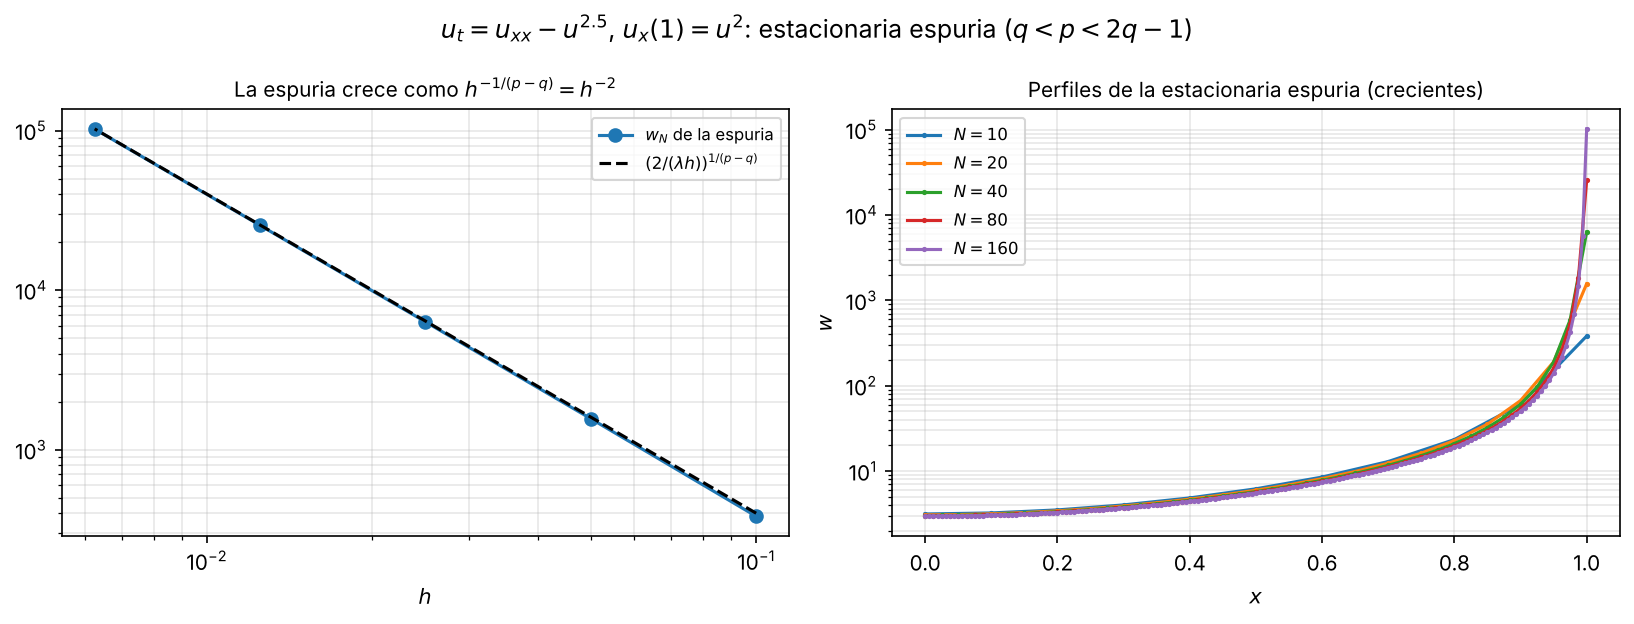 u_t = u_{xx} − u^{2.5}, u_x(1) = u^2: estacionaria espuria (q < p < 2q − 1)
La espuria crece como h^{−1/(p−q)} = h^{−2}
10^5
10^4
10^3
10^{−2}
10^{−1}
h
w_N de la espuria
(2/(λh))^{1/(p−q)}
Perfiles de la estacionaria espuria (crecientes)
w
10^5
10^4
10^3
10^2
10^1
N = 10
N = 20
N = 40
N = 80
N = 160
0.0
0.2
0.4
0.6
0.8
1.0
x